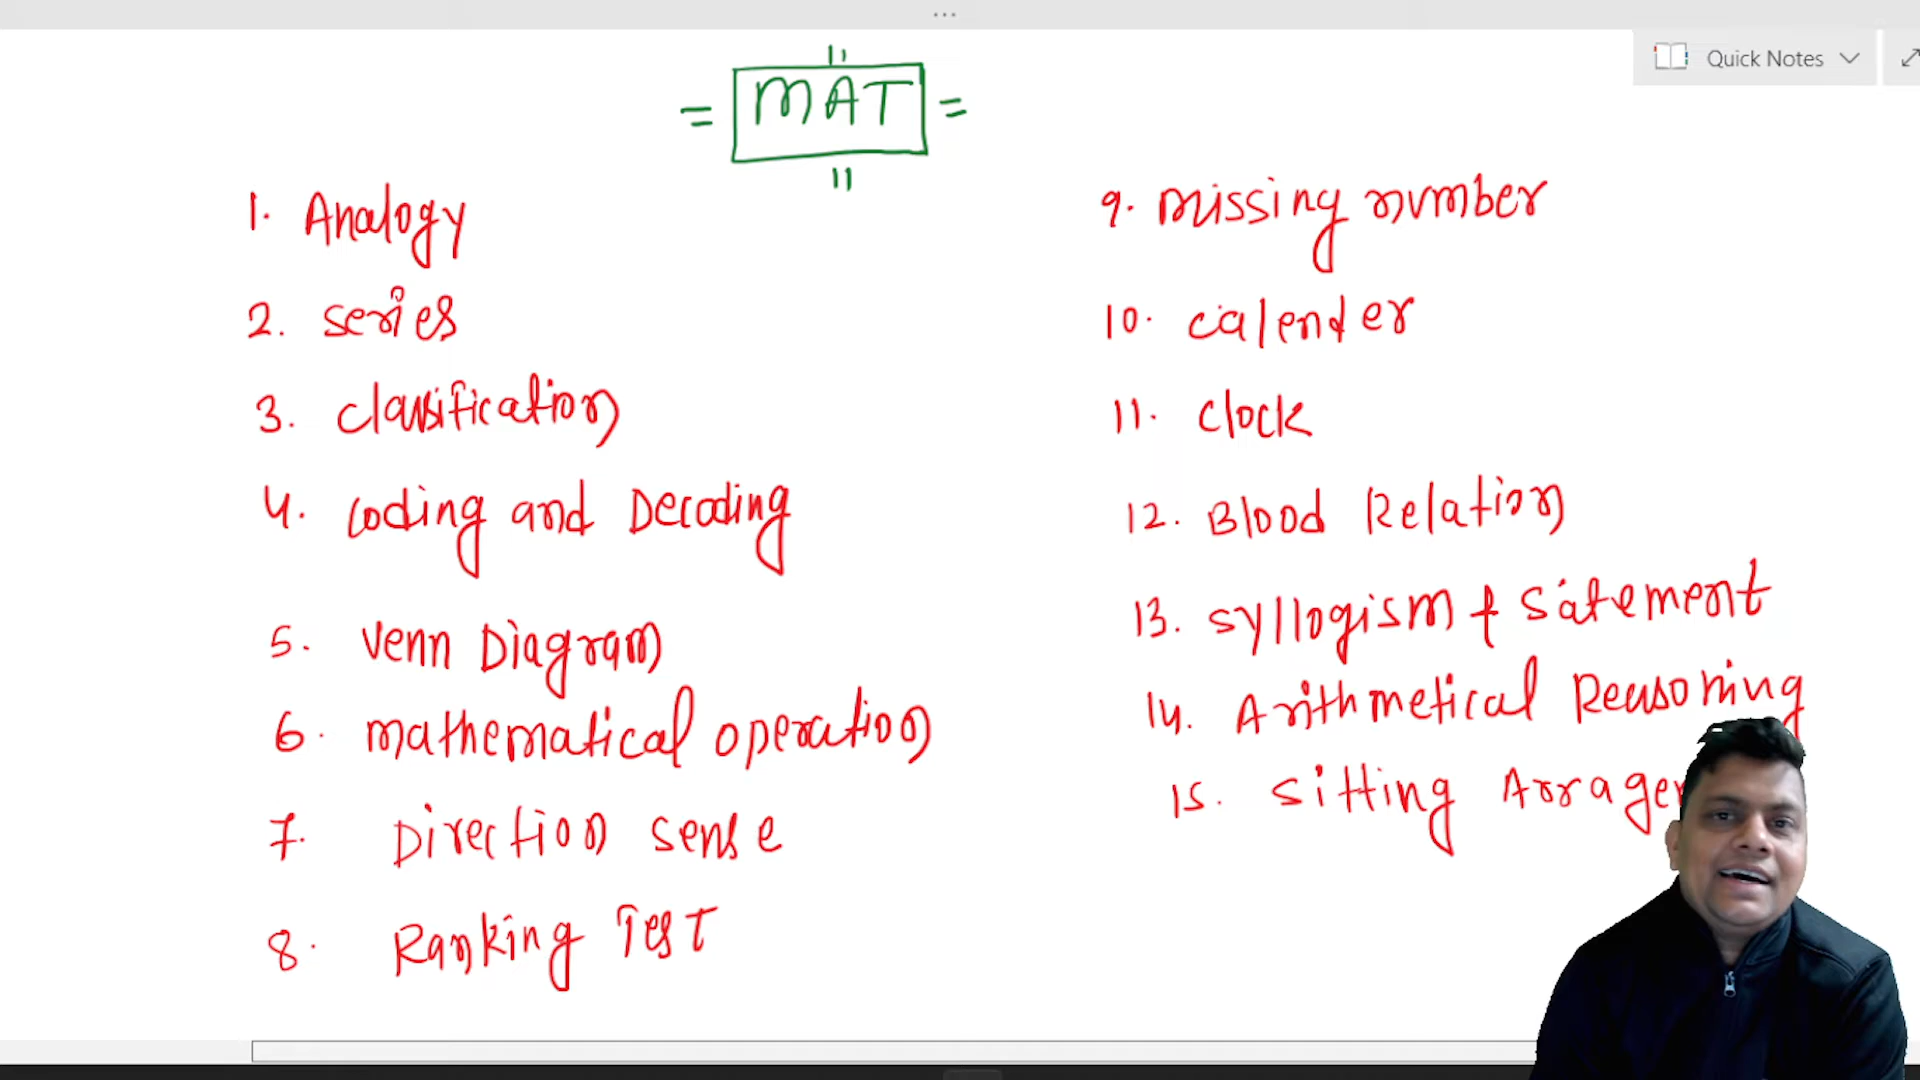 Quick Notes
= MAT =
1. Analogy
2. series
3. classification
4. coding and Decoding
5. Venn Diagram
6. mathematical operation
7. Direction sense
8. Ranking Test
9. missing number
10. calender
11. clock
12. Blood Relation
13. syllogism & Satement
14. Arithmetical Reasoning
15. Sitting